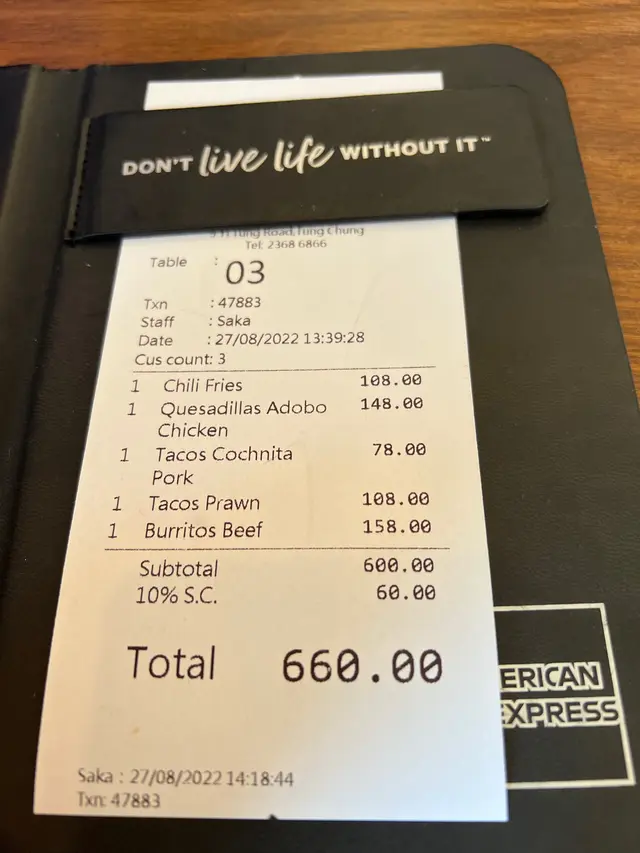 DON'T live life WITHOUT IT™
Yi Tung Road, Tung Chung
Tel: 2368 6866
Table : 03
Txn : 47883
Staff : Saka
Date : 27/08/2022 13:39:28
Cus count: 3
1 Chili Fries 108.00
1 Quesadillas Adobo 148.00
Chicken
1 Tacos Cochnita 78.00
Pork
1 Tacos Prawn 108.00
1 Burritos Beef 158.00
Subtotal 600.00
10% S.C. 60.00
Total 660.00
ERICAN
EXPRESS
Saka : 27/08/2022 14:18:44
Txn: 47883